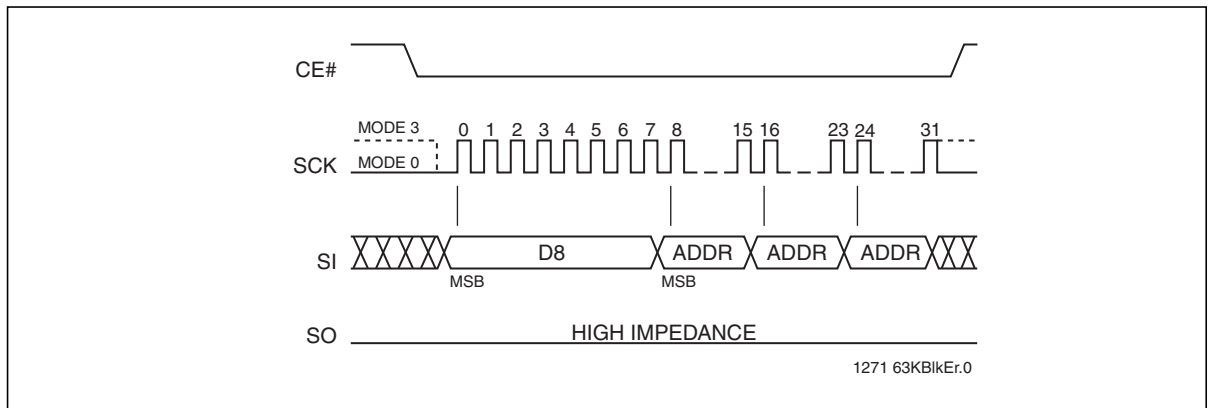 CE#
MODE 3
0 1 2 3 4 5 6 7 8 15 16 23 24 31
SCK
MODE 0
SI
D8
ADDR
ADDR
ADDR
MSB
MSB
SO
HIGH IMPEDANCE
1271 63KBlkEr.0